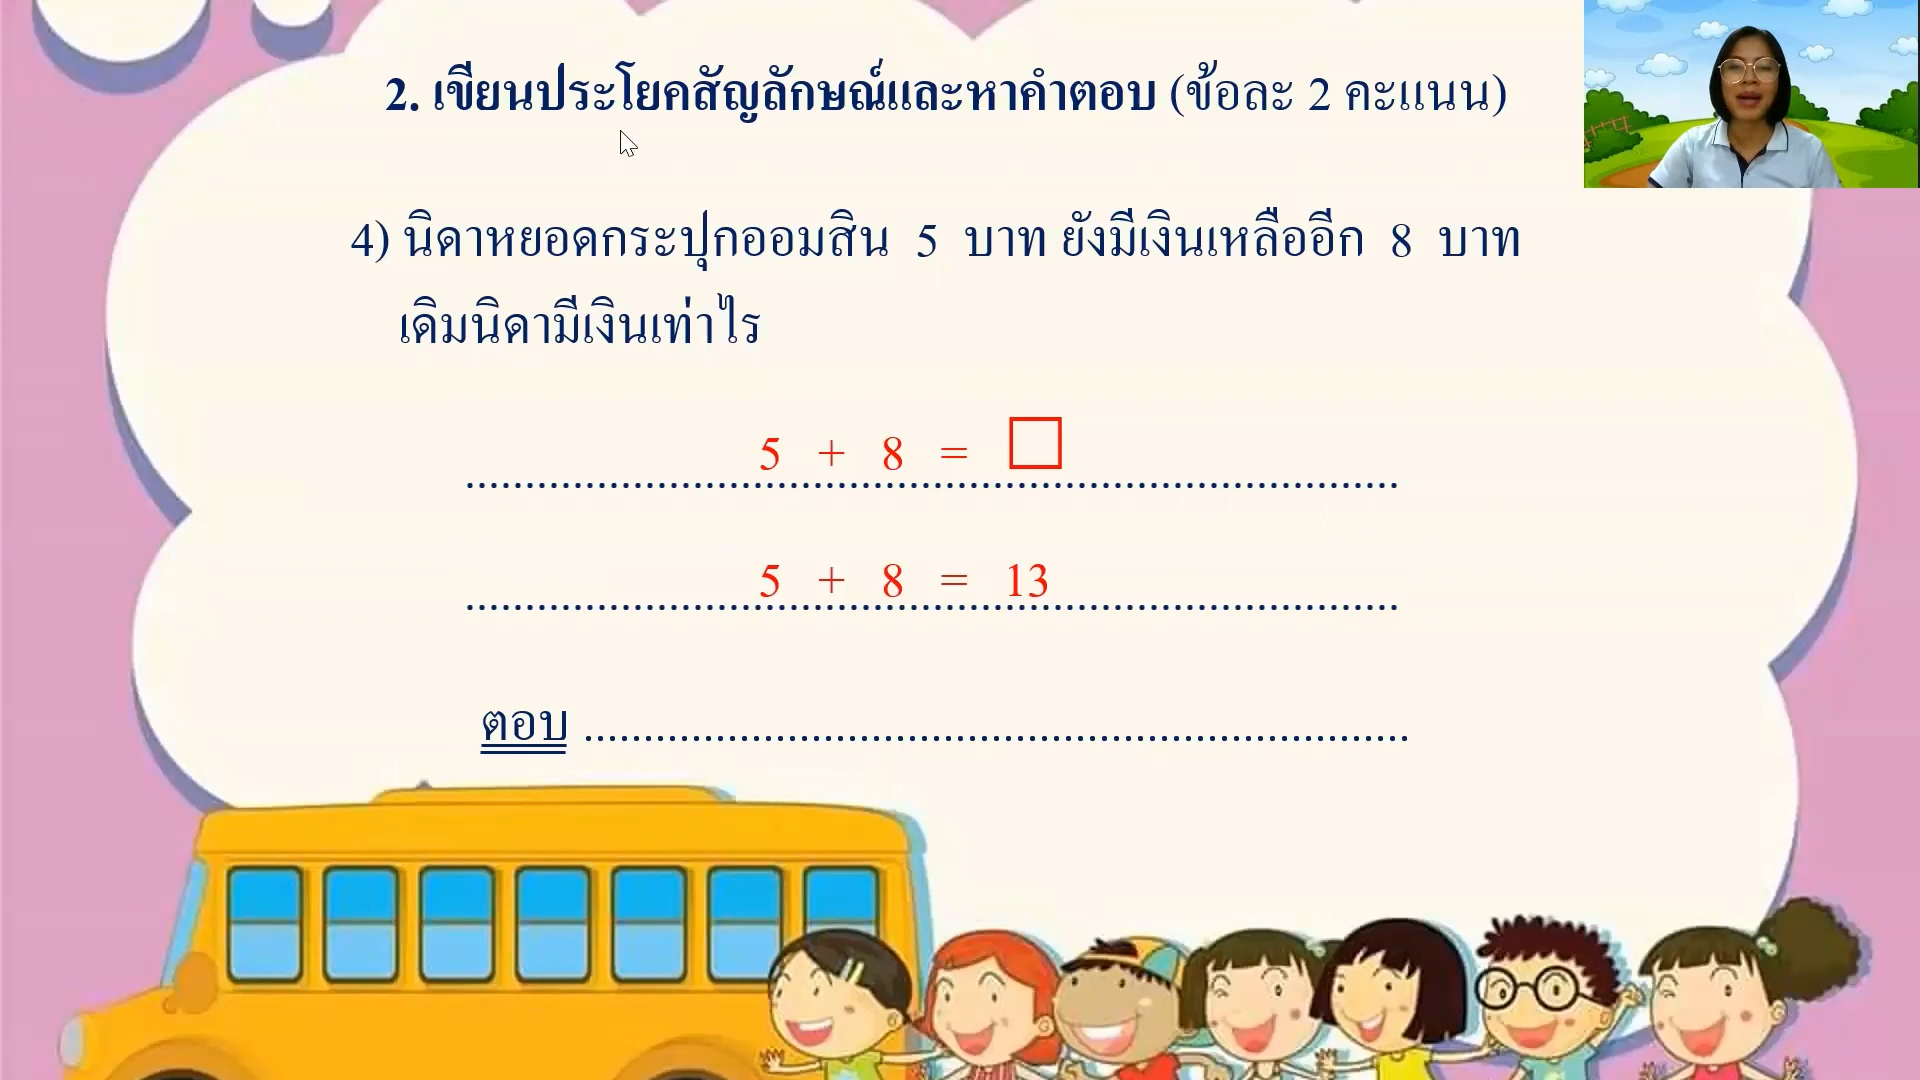 2. เขียนประโยคสัญลักษณ์และหาคำตอบ (ข้อละ 2 คะแนน)
4) นิดาหยอดกระปุกออมสิน 5 บาท ยังมีเงินเหลืออีก 8 บาท
เดิมนิดามีเงินเท่าไร
5 + 8 = □
5 + 8 = 13
ตอบ ......................................................................